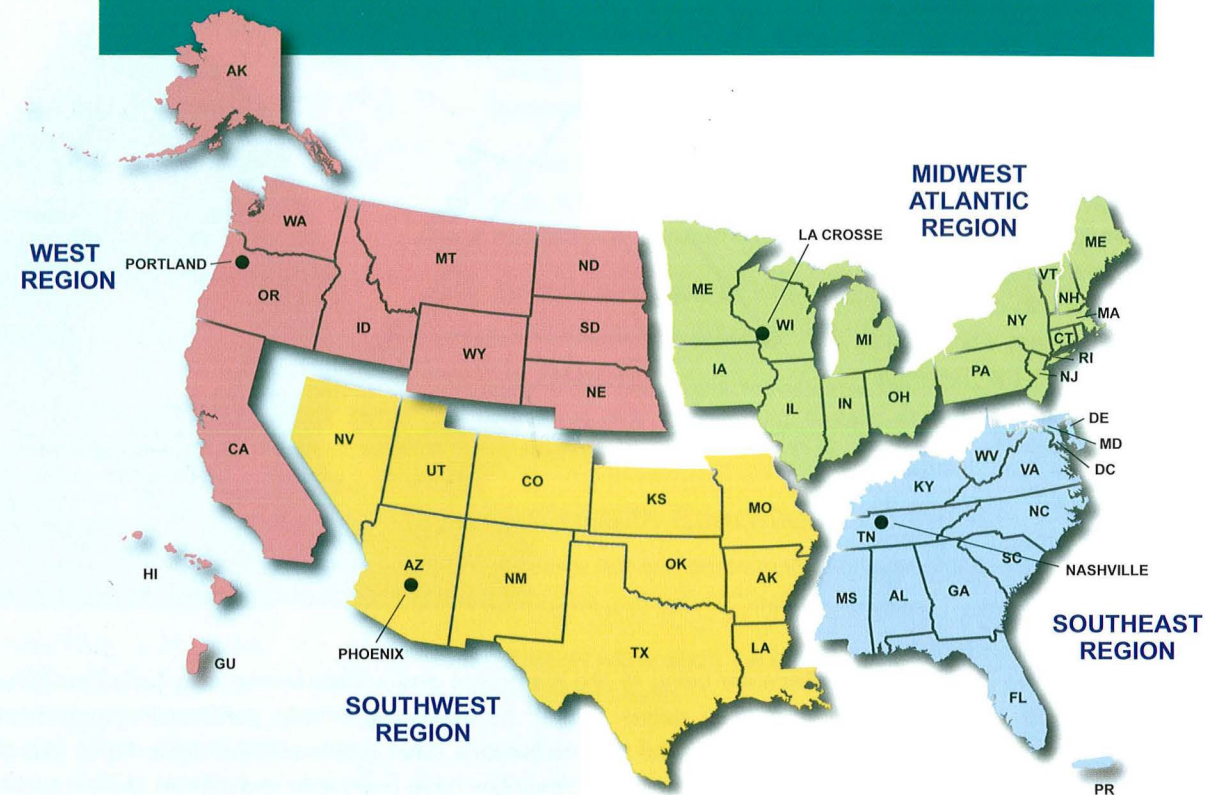 AK
MIDWEST
ATLANTIC
REGION
WEST
REGION
PORTLAND
WA
MT
ND
OR
ID
SD
WY
NE
CA
HI
GU
LA CROSSE
ME
WI
MI
IA
IL
IN
OH
ME
VT
NH
MA
NY
CT
RI
NJ
PA
NV
UT
CO
KS
MO
AZ
NM
OK
AK
TX
LA
PHOENIX
SOUTHWEST
REGION
DE
MD
DC
WV
VA
KY
NC
TN
SC
NASHVILLE
MS
AL
GA
SOUTHEAST
REGION
FL
PR